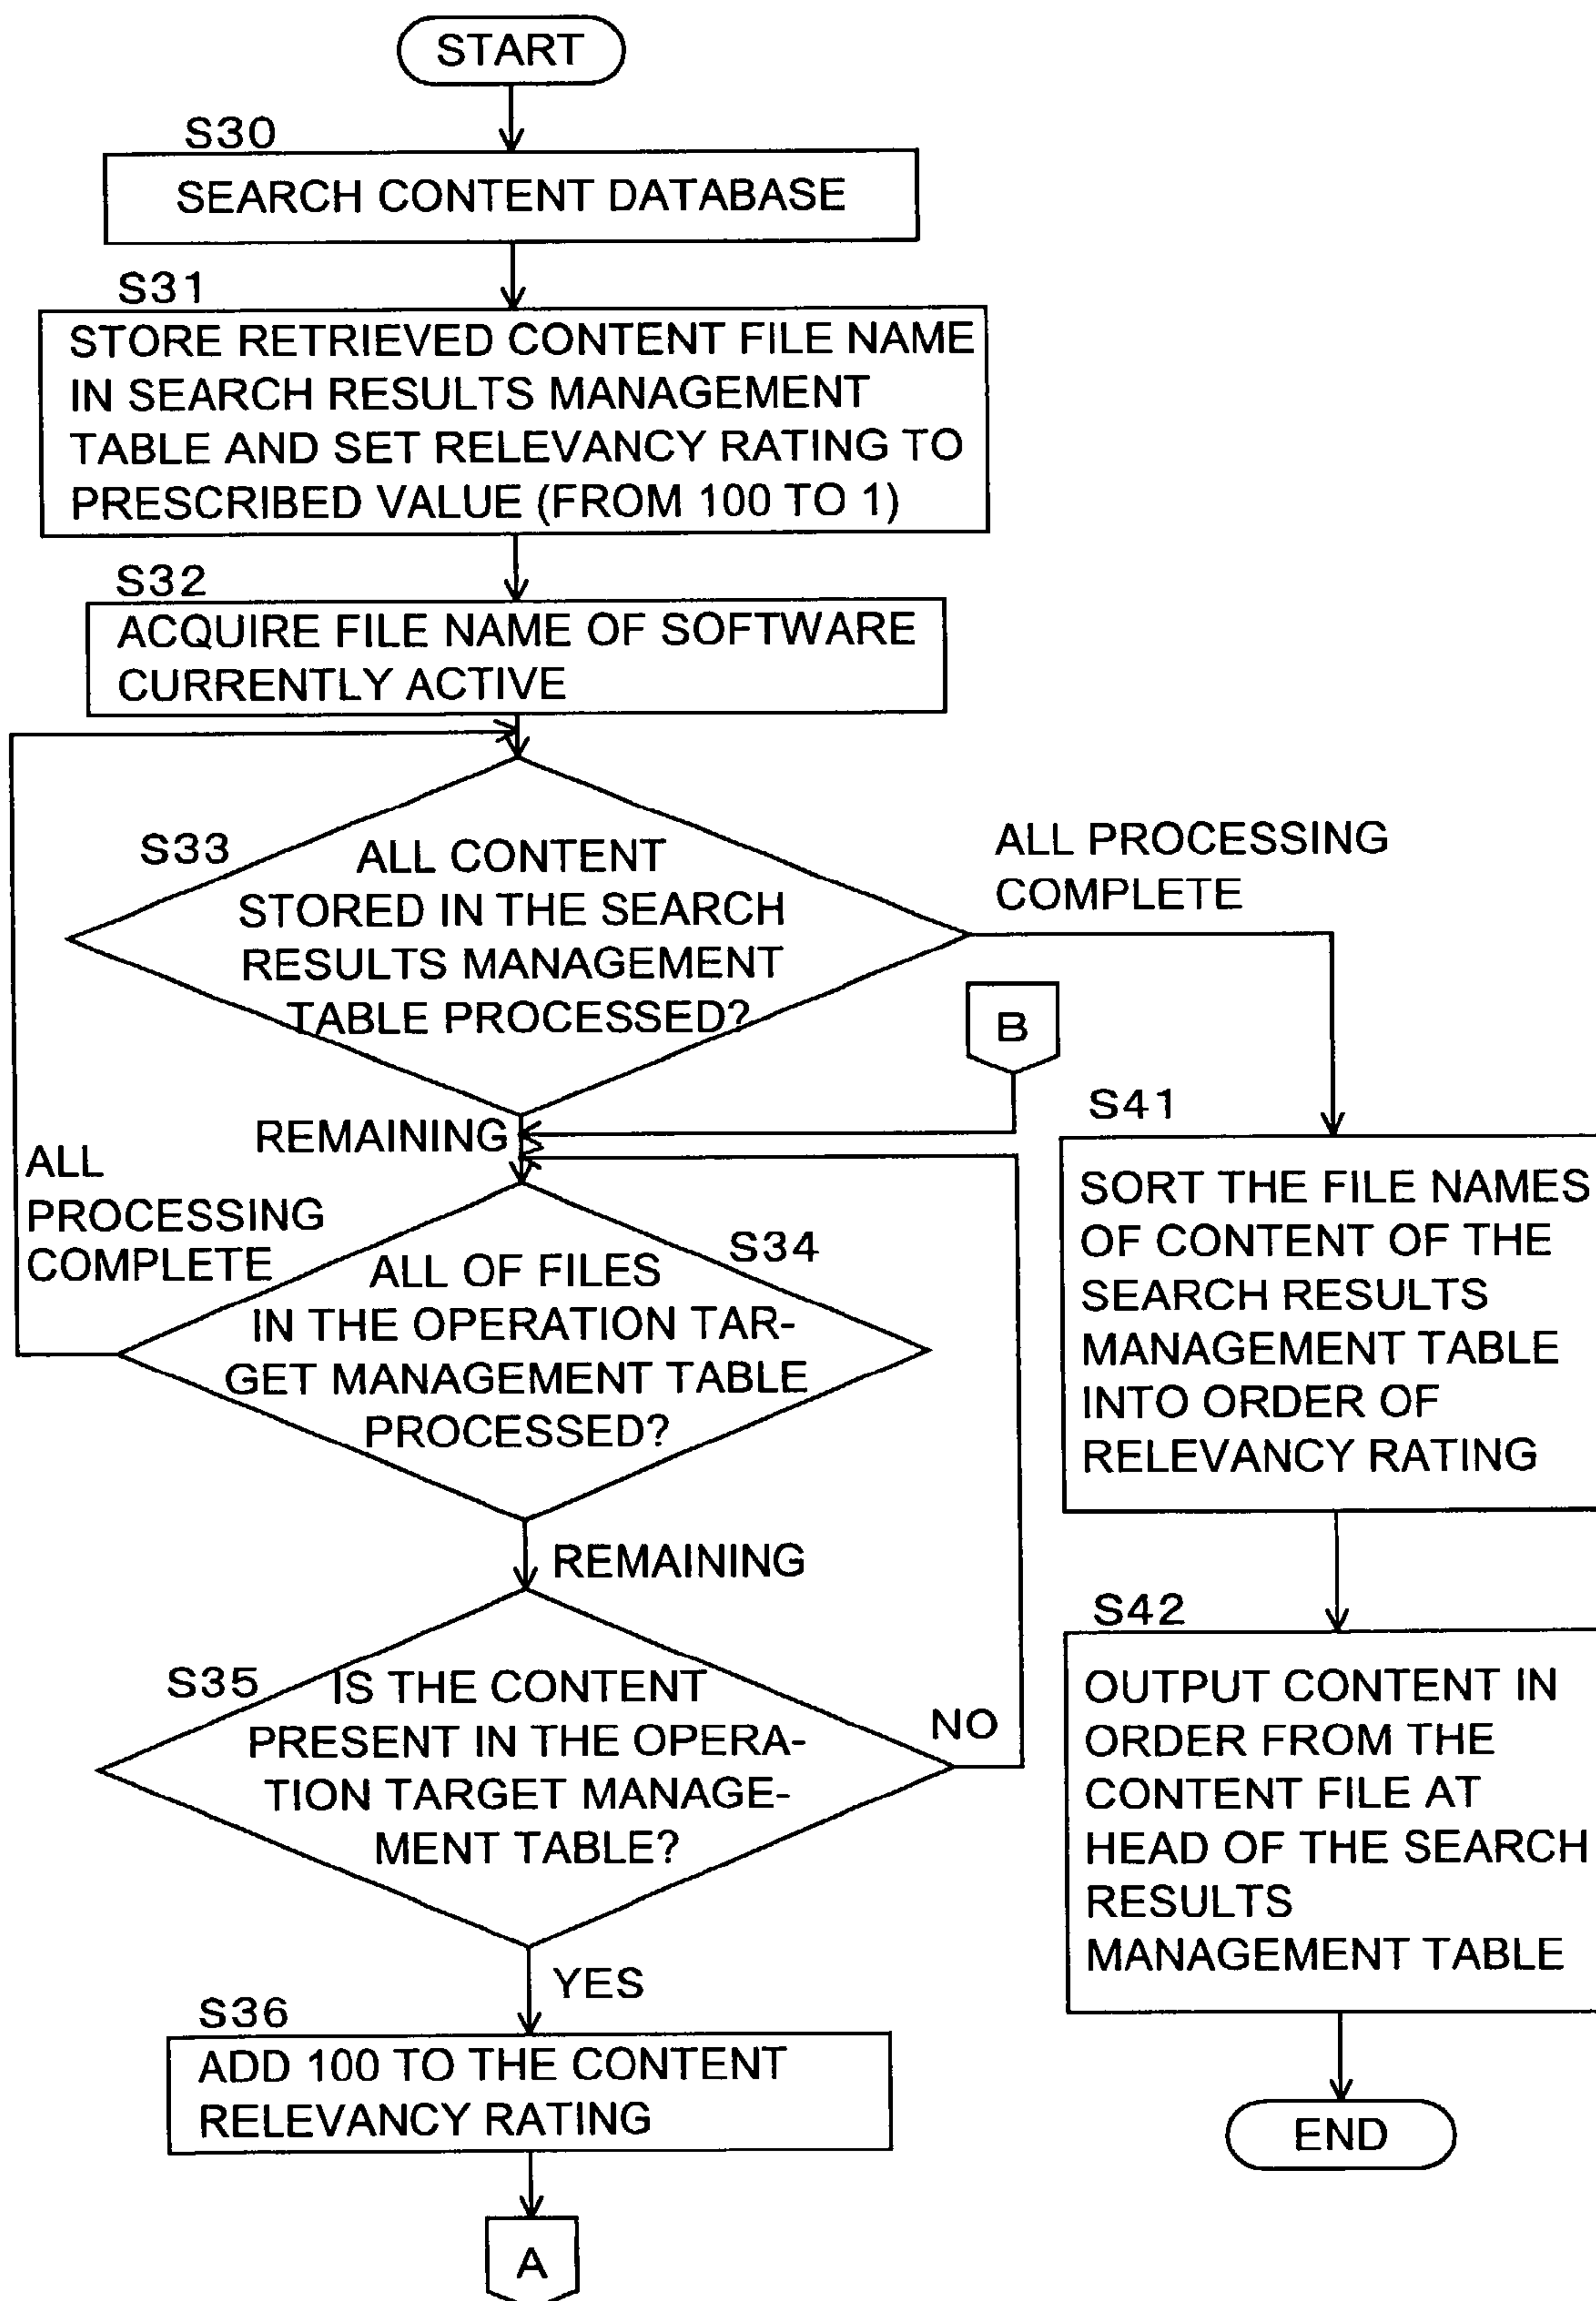 START
S30
SEARCH CONTENT DATABASE
S31
STORE RETRIEVED CONTENT FILE NAME
IN SEARCH RESULTS MANAGEMENT
TABLE AND SET RELEVANCY RATING TO
PRESCRIBED VALUE (FROM 100 TO 1)
S32
ACQUIRE FILE NAME OF SOFTWARE
CURRENTLY ACTIVE
S33
ALL CONTENT
STORED IN THE SEARCH
RESULTS MANAGEMENT
TABLE PROCESSED?
ALL PROCESSING
COMPLETE
B
REMAINING
ALL
PROCESSING
COMPLETE
S34
ALL OF FILES
IN THE OPERATION TAR-
GET MANAGEMENT TABLE
PROCESSED?
REMAINING
S35
IS THE CONTENT
PRESENT IN THE OPERA-
TION TARGET MANAGE-
MENT TABLE?
NO
YES
S36
ADD 100 TO THE CONTENT
RELEVANCY RATING
A
S41
SORT THE FILE NAMES
OF CONTENT OF THE
SEARCH RESULTS
MANAGEMENT TABLE
INTO ORDER OF
RELEVANCY RATING
S42
OUTPUT CONTENT IN
ORDER FROM THE
CONTENT FILE AT
HEAD OF THE SEARCH
RESULTS
MANAGEMENT TABLE
END